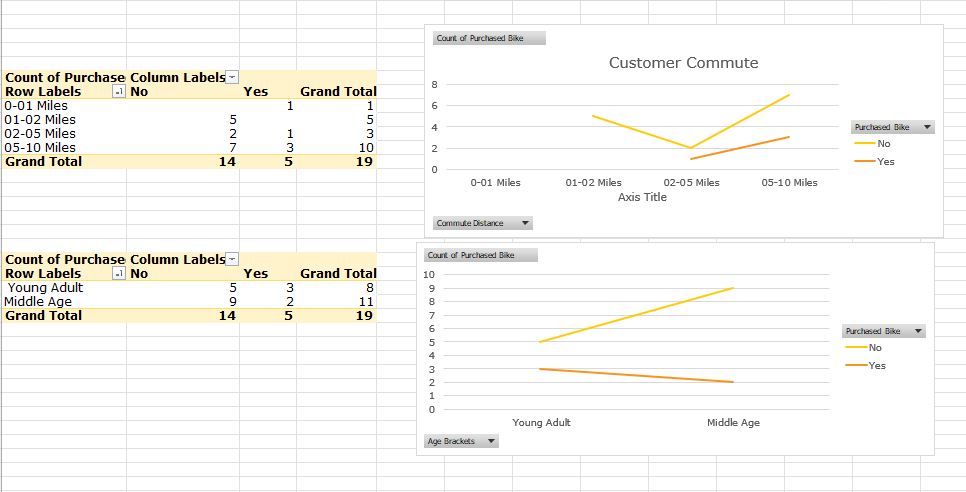 Count of Purchase Column Labels
Row Labels No Yes Grand Total
0-01 Miles 1 1
01-02 Miles 5 5
02-05 Miles 2 1 3
05-10 Miles 7 3 10
Grand Total 14 5 19
Count of Purchased Bike
Customer Commute
8
6
4
2
0
0-01 Miles 01-02 Miles 02-05 Miles 05-10 Miles
Axis Title
Purchased Bike
No
Yes
Commute Distance
Count of Purchase Column Labels
Row Labels No Yes Grand Total
Young Adult 5 3 8
Middle Age 9 2 11
Grand Total 14 5 19
Count of Purchased Bike
10
9
8
7
6
5
4
3
2
1
0
Young Adult Middle Age
Purchased Bike
No
Yes
Age Brackets